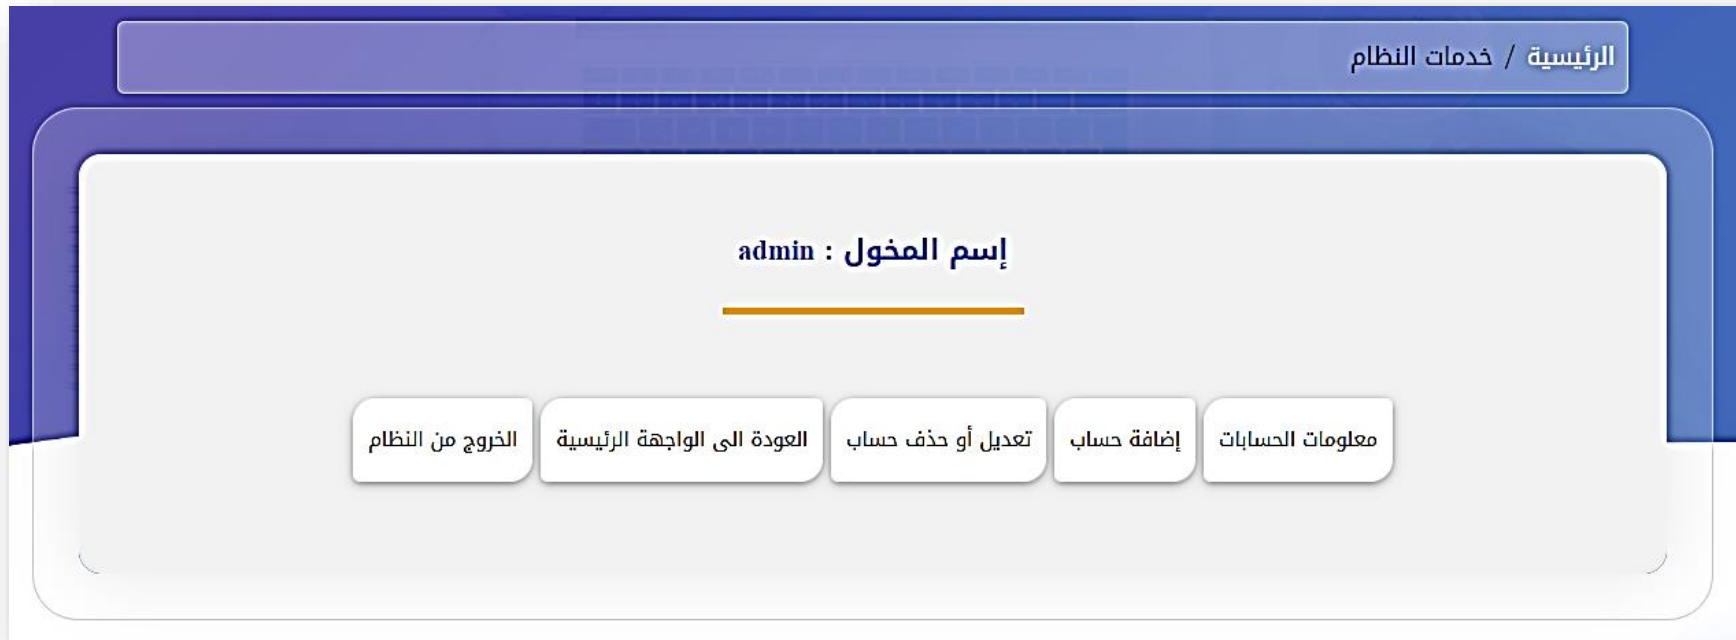 الرئيسية / خدمات النظام
إسم المخول : admin
معلومات الحسابات إضافة حساب تعديل أو حذف حساب العودة الى الواجهة الرئيسية الخروج من النظام